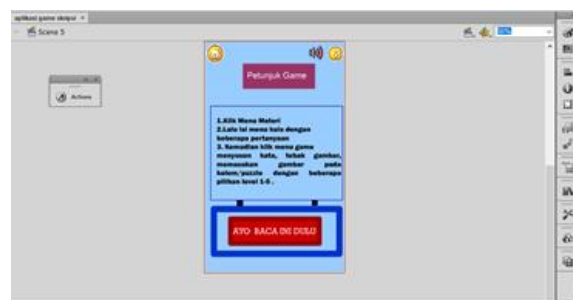 aplikasi game skripsi
Scene 5
Actions
Petunjuk Game
1.Klik Menu Materi
2.Lalu isi menu kuis dengan
beberapa pertanyaan
3. Kemudian klik menu game
menyusun kata, tebak gambar,
memasukan gambar pada
kolom/puzzle dengan beberapa
pilihan level 1-5 .
AYO BACA INI DULU